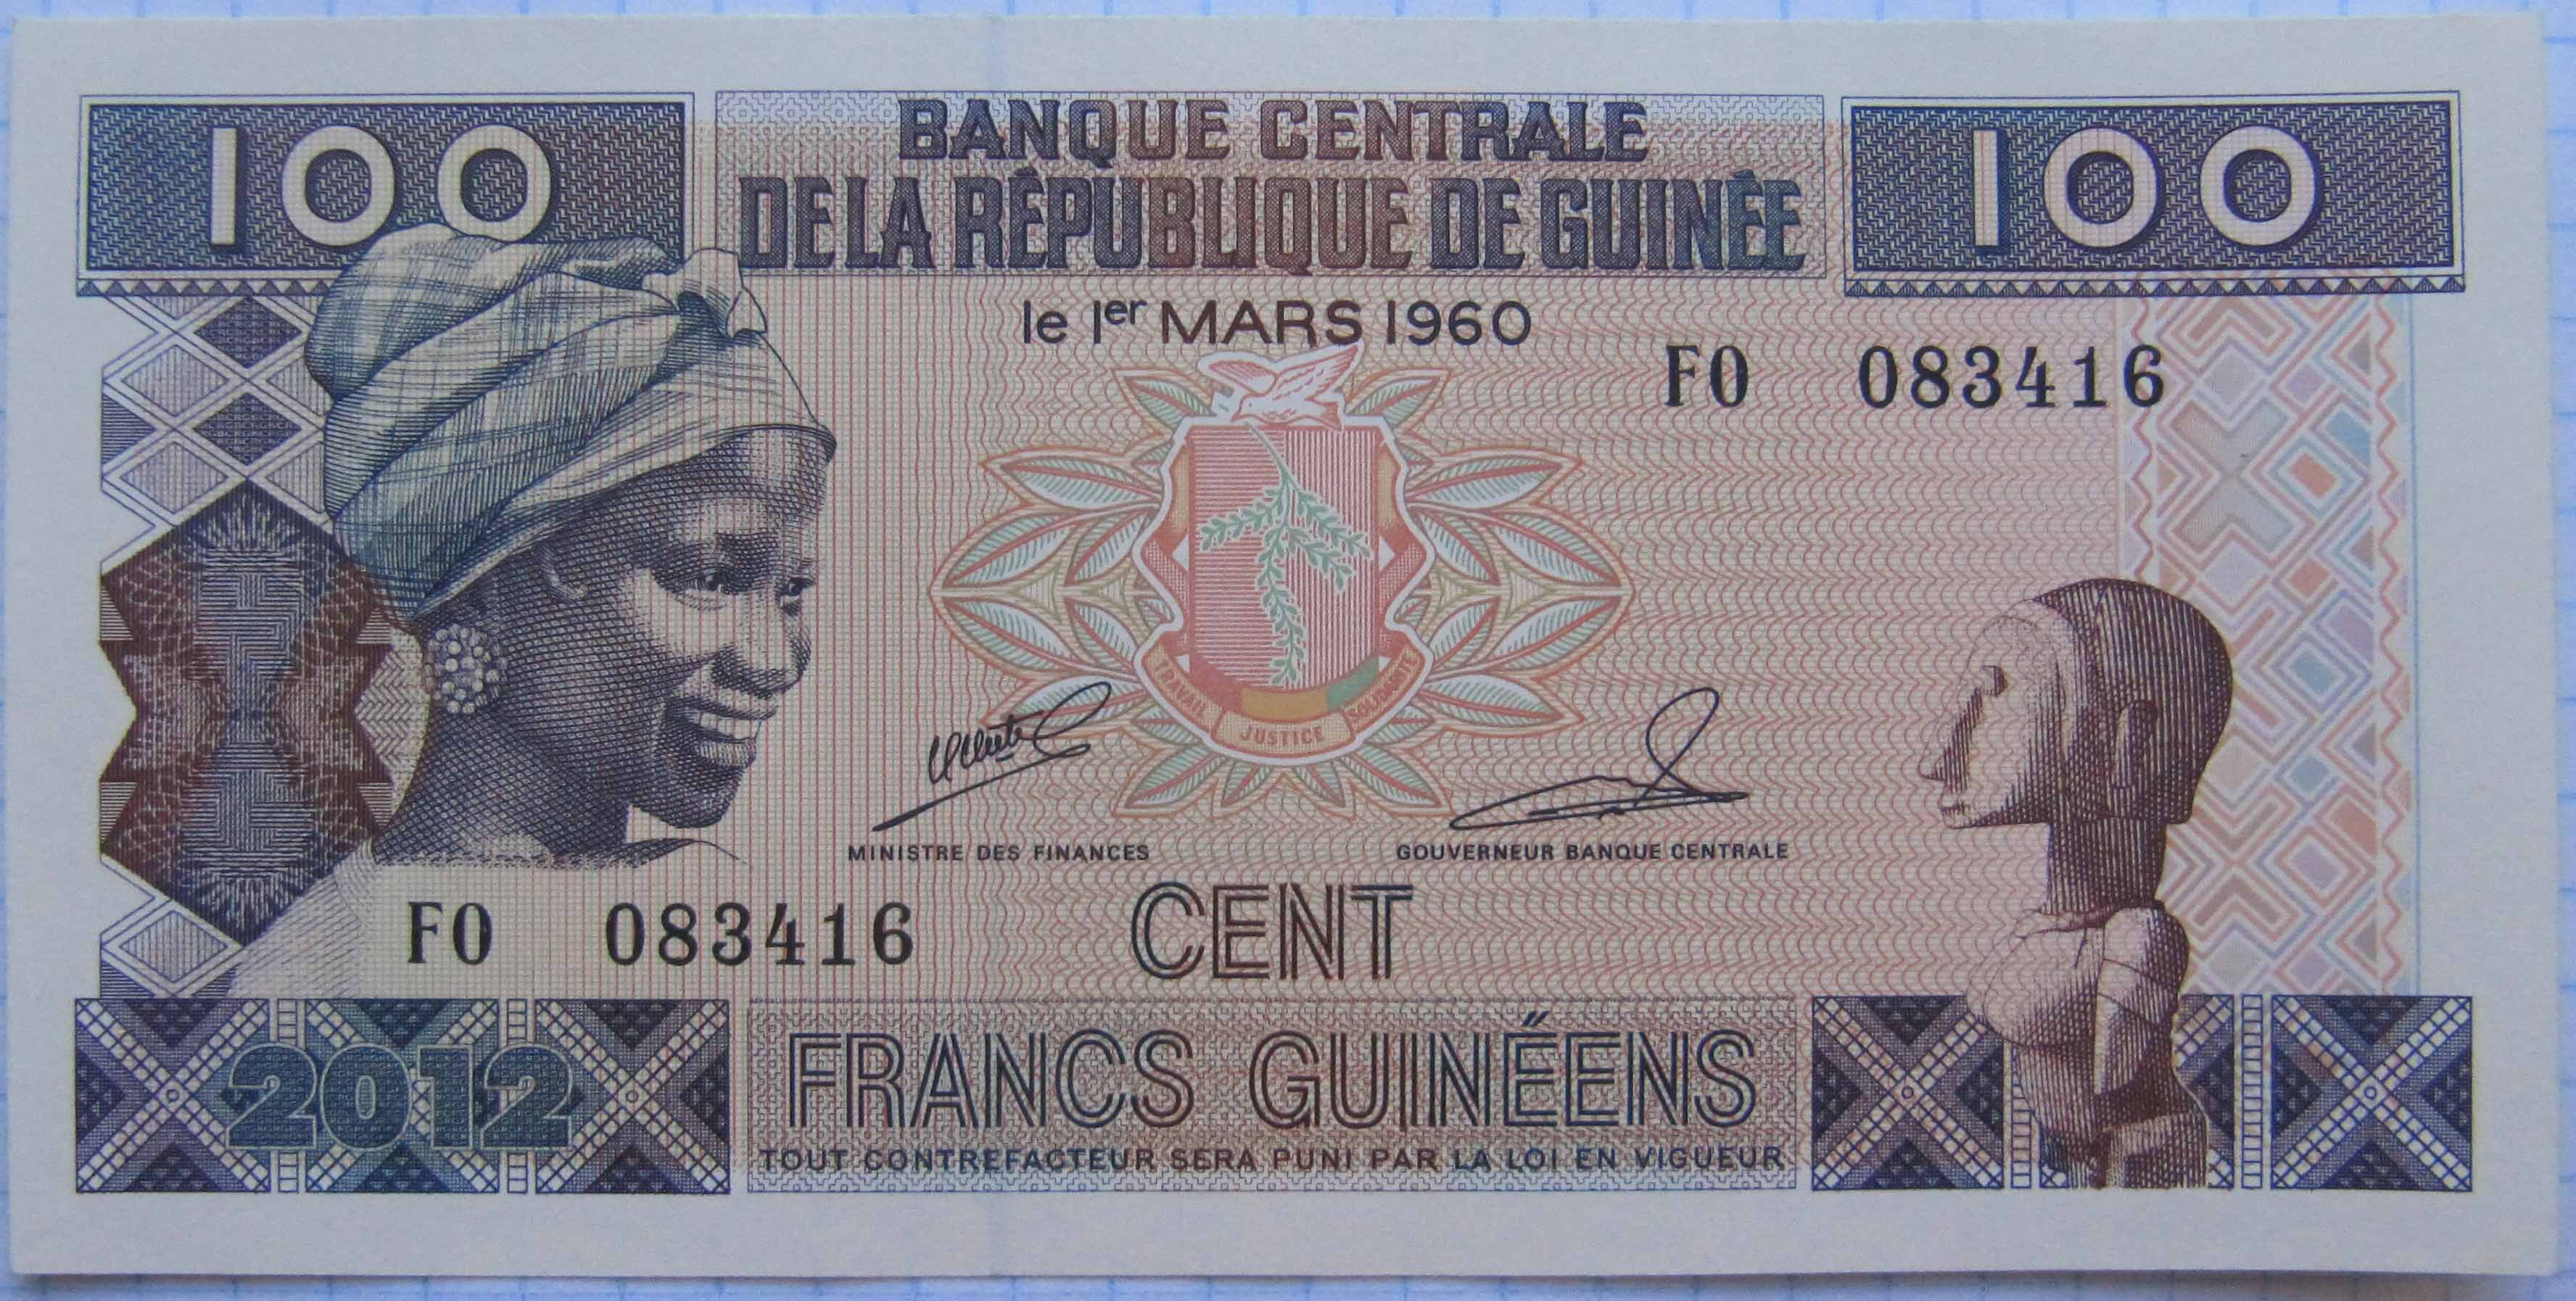 100
BANQUE CENTRALE
DE LA RÉPUBLIQUE DE GUINÉE
100
le 1er MARS 1960
F0 083416
TRAVAIL JUSTICE SOLIDARITÉ
MINISTRE DES FINANCES
GOUVERNEUR BANQUE CENTRALE
F0 083416
CENT
2012
FRANCS GUINÉENS
TOUT CONTREFACTEUR SERA PUNI PAR LA LOI EN VIGUEUR